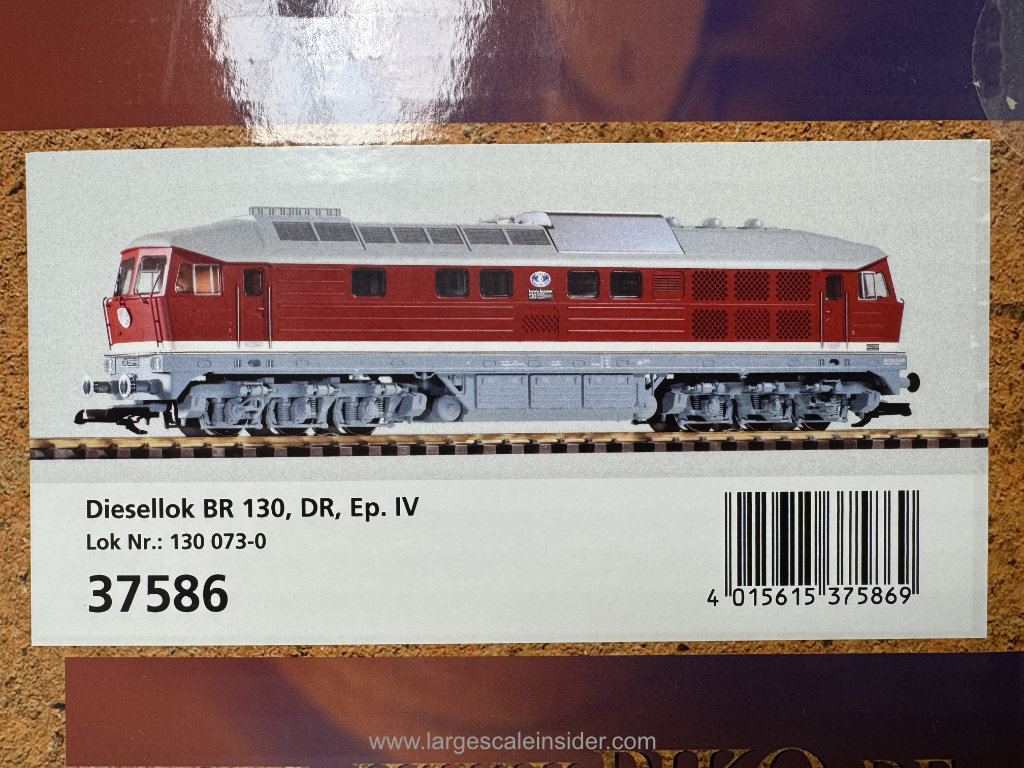 Diesellok BR 130, DR, Ep. IV
Lok Nr.: 130 073-0
37586
4 015615 375869
www.largescaleinsider.com